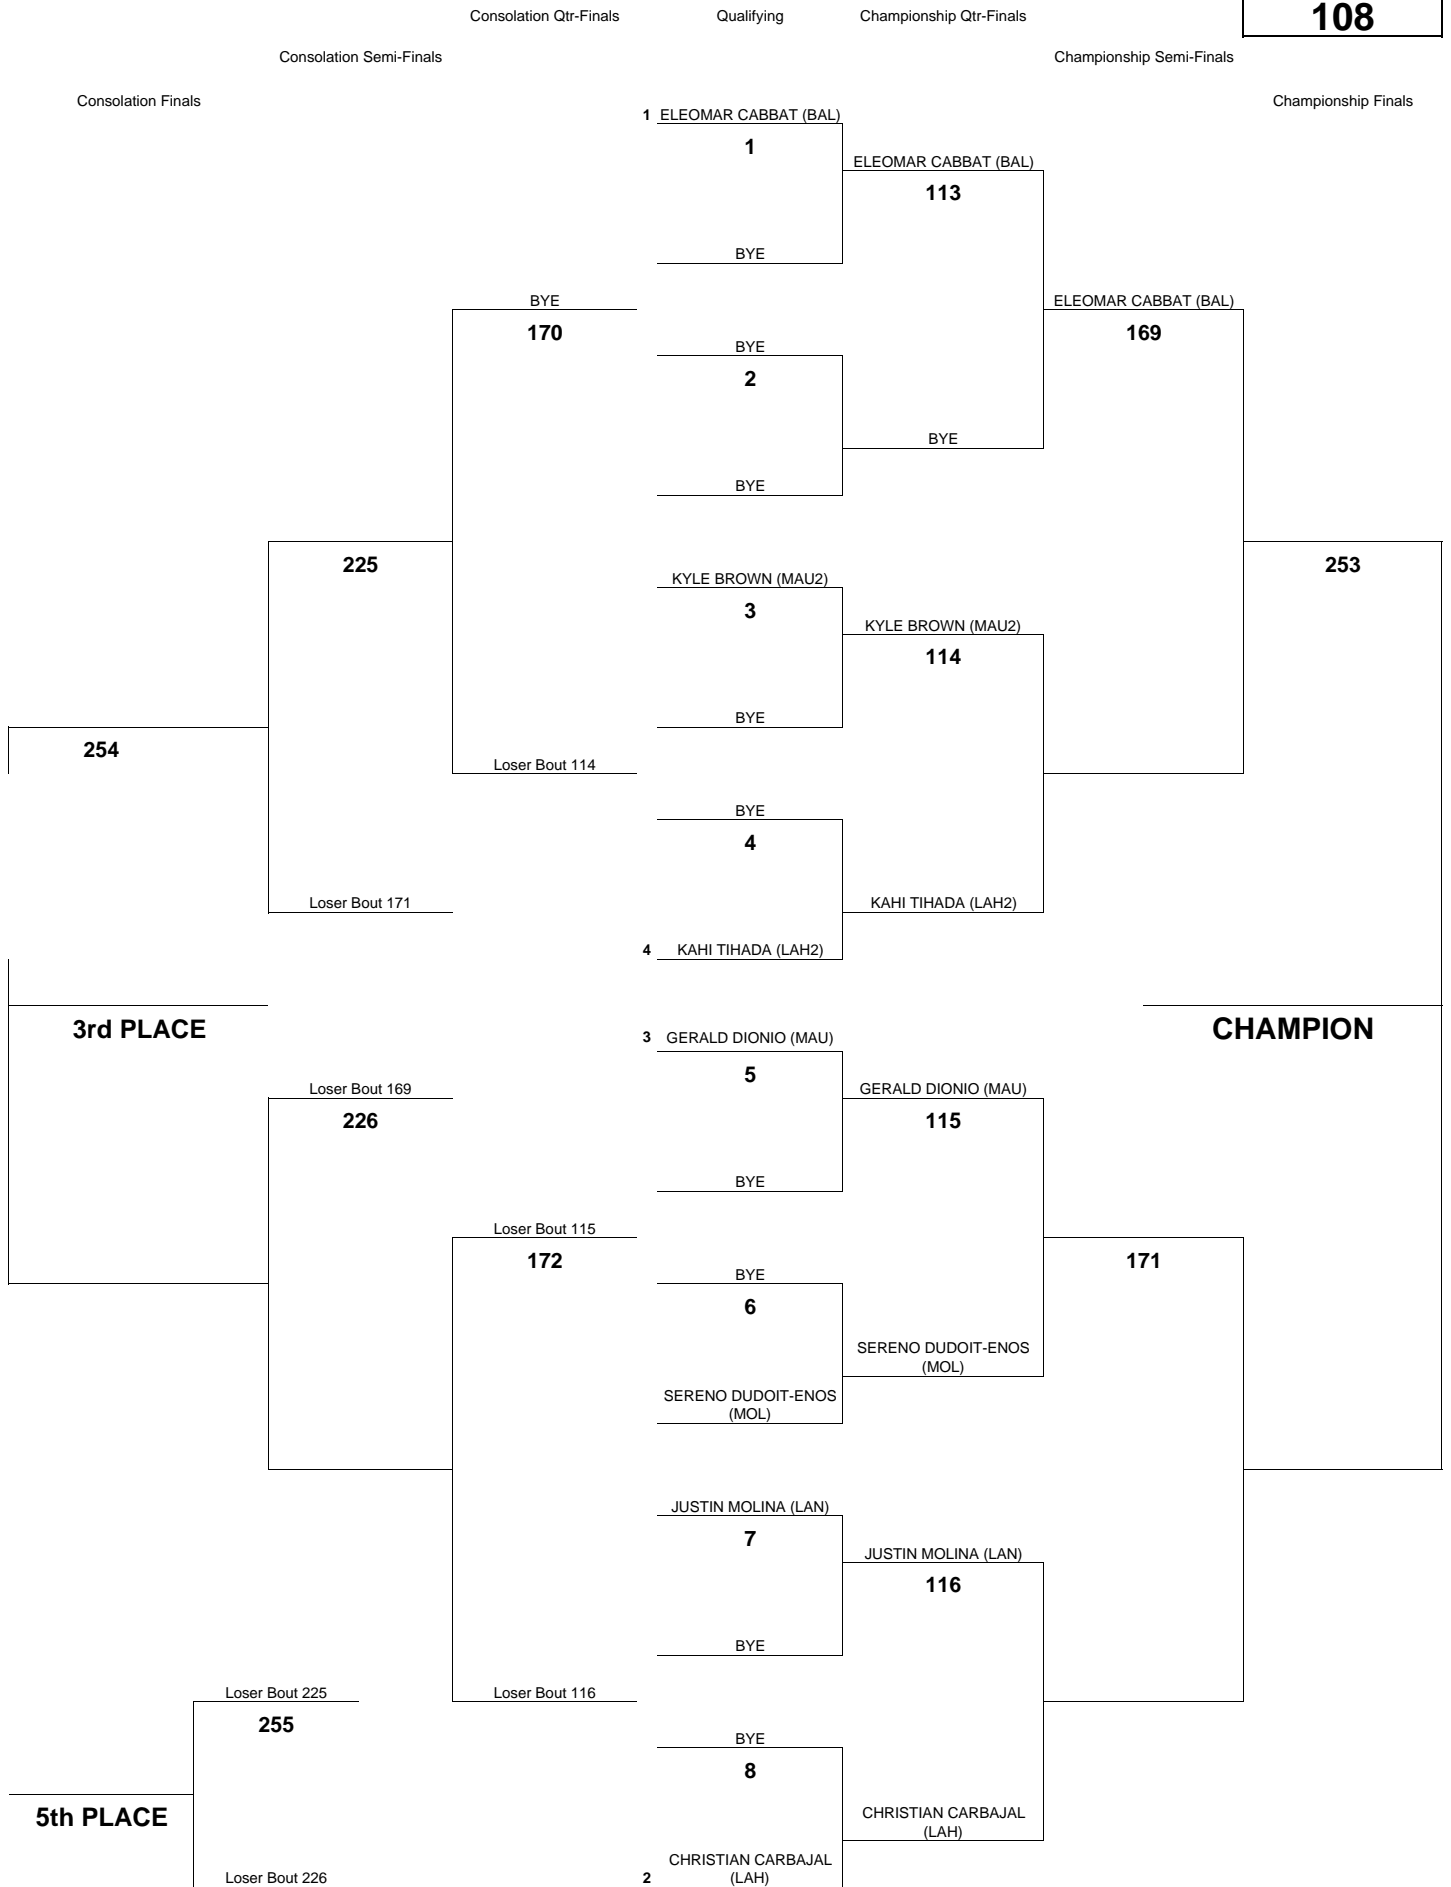 Consolation Qtr-Finals Qualifying Championship Qtr-Finals 108
Consolation Semi-Finals Championship Semi-Finals
Consolation Finals Championship Finals
1 ELEOMAR CABBAT (BAL)
1
ELEOMAR CABBAT (BAL)
113
BYE
BYE ELEOMAR CABBAT (BAL)
170 169
BYE
2
BYE
BYE
225 253
KYLE BROWN (MAU2)
3
KYLE BROWN (MAU2)
114
BYE
254
Loser Bout 114
BYE
4
Loser Bout 171 KAHI TIHADA (LAH2)
4 KAHI TIHADA (LAH2)
3rd PLACE CHAMPION
3 GERALD DIONIO (MAU)
5
Loser Bout 169 GERALD DIONIO (MAU)
226 115
BYE
Loser Bout 115
172 171
BYE
6
SERENO DUDOIT-ENOS
(MOL)
SERENO DUDOIT-ENOS
(MOL)
JUSTIN MOLINA (LAN)
7
JUSTIN MOLINA (LAN)
116
BYE
Loser Bout 225 Loser Bout 116
255
BYE
8
5th PLACE
CHRISTIAN CARBAJAL
(LAH)
CHRISTIAN CARBAJAL
Loser Bout 226 2 (LAH)